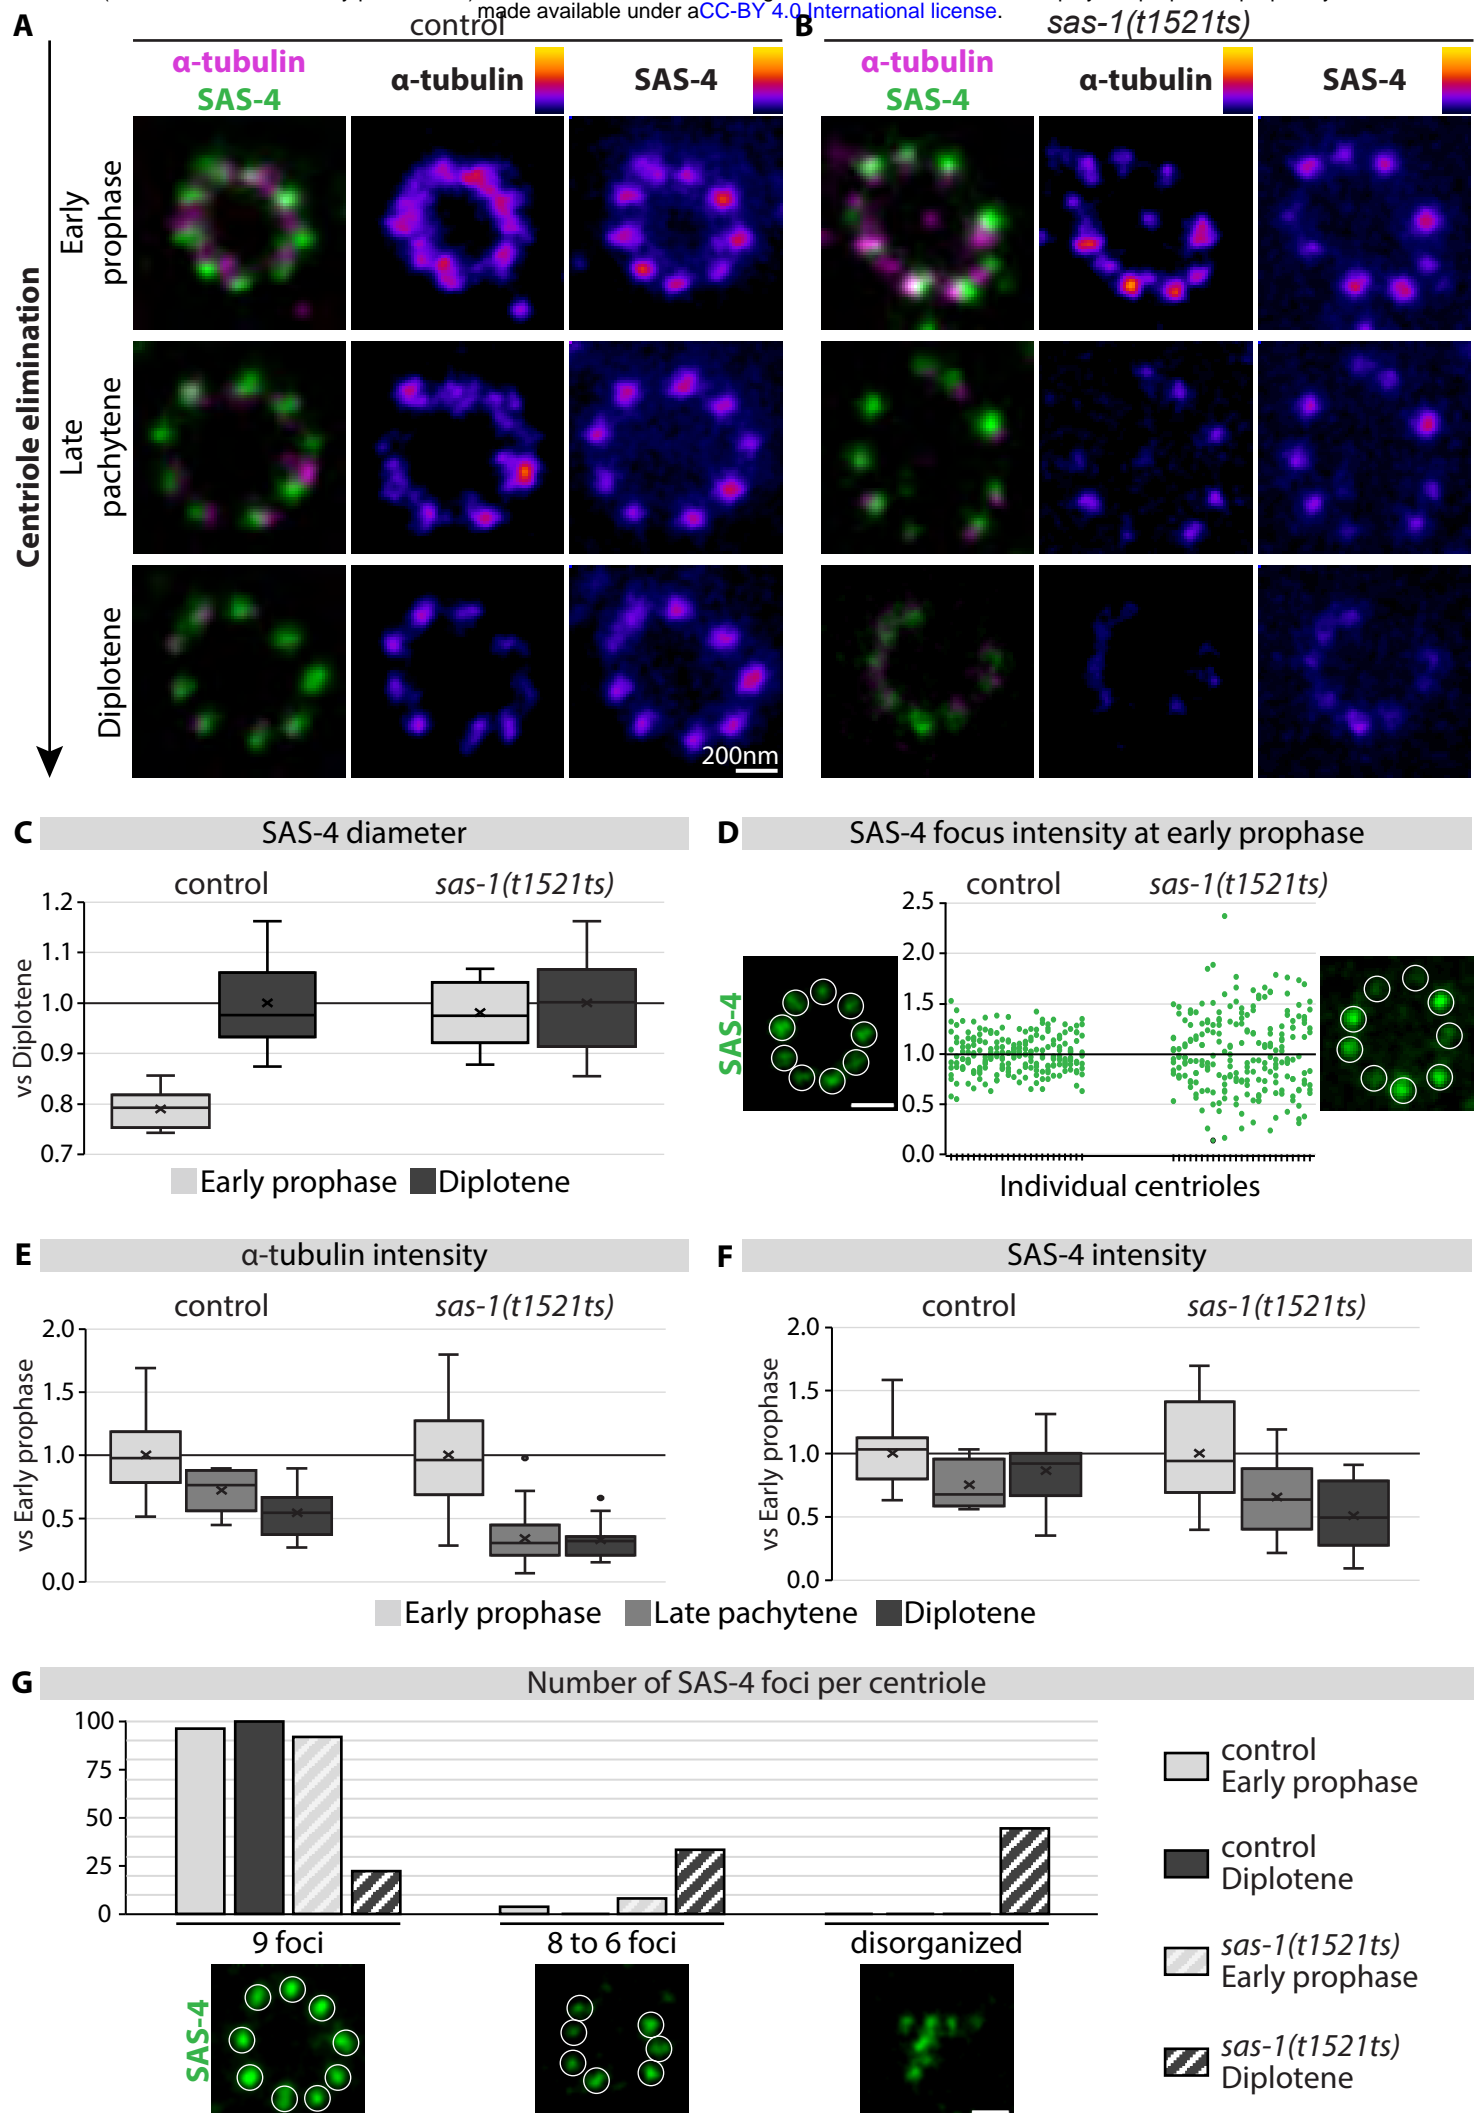 made available under aCC-BY 4.0 International license.
A
control
B
sas-1(t1521ts)
α-tubulin
SAS-4
α-tubulin
SAS-4
α-tubulin
SAS-4
α-tubulin
SAS-4
Centriole elimination
Early
prophase
Late
pachytene
Diplotene
200nm
C
SAS-4 diameter
control
sas-1(t1521ts)
vs Diplotene
1.2
1.1
1.0
0.9
0.8
0.7
Early prophase
Diplotene
D
SAS-4 focus intensity at early prophase
control
sas-1(t1521ts)
SAS-4
2.5
2.0
1.5
1.0
0.5
0.0
Individual centrioles
E
α-tubulin intensity
control
sas-1(t1521ts)
vs Early prophase
2.0
1.5
1.0
0.5
0.0
F
SAS-4 intensity
control
sas-1(t1521ts)
vs Early prophase
2.0
1.5
1.0
0.5
0.0
Early prophase
Late pachytene
Diplotene
G
Number of SAS-4 foci per centriole
100
75
50
25
0
9 foci
8 to 6 foci
disorganized
SAS-4
control
Early prophase
control
Diplotene
sas-1(t1521ts)
Early prophase
sas-1(t1521ts)
Diplotene